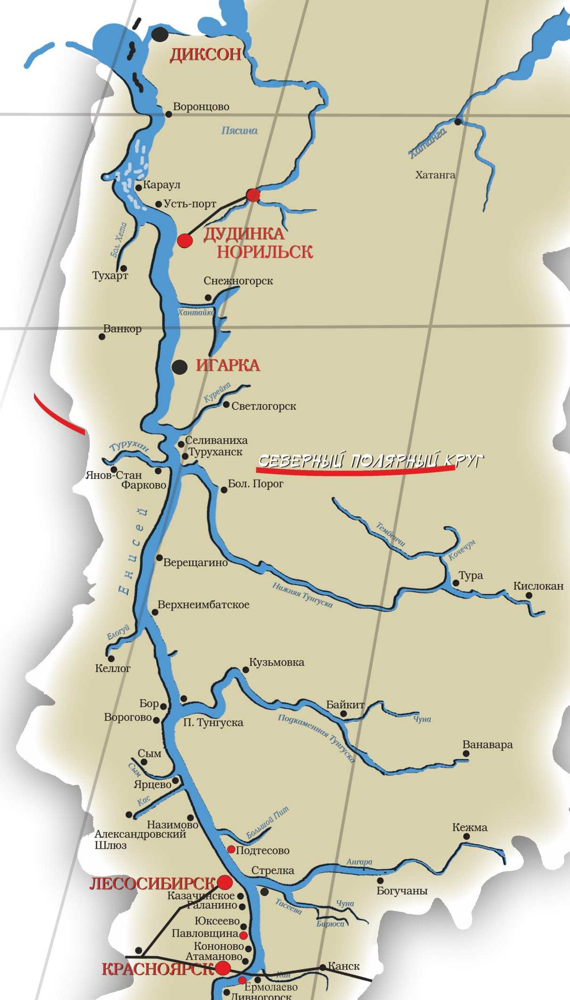 ДИКСОН
Воронцово
Пясина
Хатанга
Хатанга
Караул
Усть-порт
Бол. Хета
ДУДИНКА
НОРИЛЬСК
Тухарт
Снежногорск
Хантайка
Ванкор
ИГАРКА
Курейка
Светлогорск
Селиваниха
Турухан
Туруханск
СЕВЕРНЫЙ ПОЛЯРНЫЙ КРУГ
Янов-Стан
Фарково
Бол. Порог
Енисей
Тембенчи
Кочечум
Верещагино
Тура
Кислокан
Нижняя Тунгуска
Верхнеимбатское
Елогуй
Келлог
Кузьмовка
Бор
Байкит
Ворогово
П. Тунгуска
Подкаменная Тунгуска
Чуна
Ванавара
Сым
Сым
Ярцево
Кас
Назимово
Александровский
Шлюз
Большой Пит
Кежма
Подтесово
Ангара
Стрелка
ЛЕСОСИБИРСК
Богучаны
Казачинское
Галанино
Тасеева
Чуна
Юксеево
Бирюса
Павловщина
Кононово
Атаманово
КРАСНОЯРСК
Канск
Кан
Ермолаево
Дивногорск